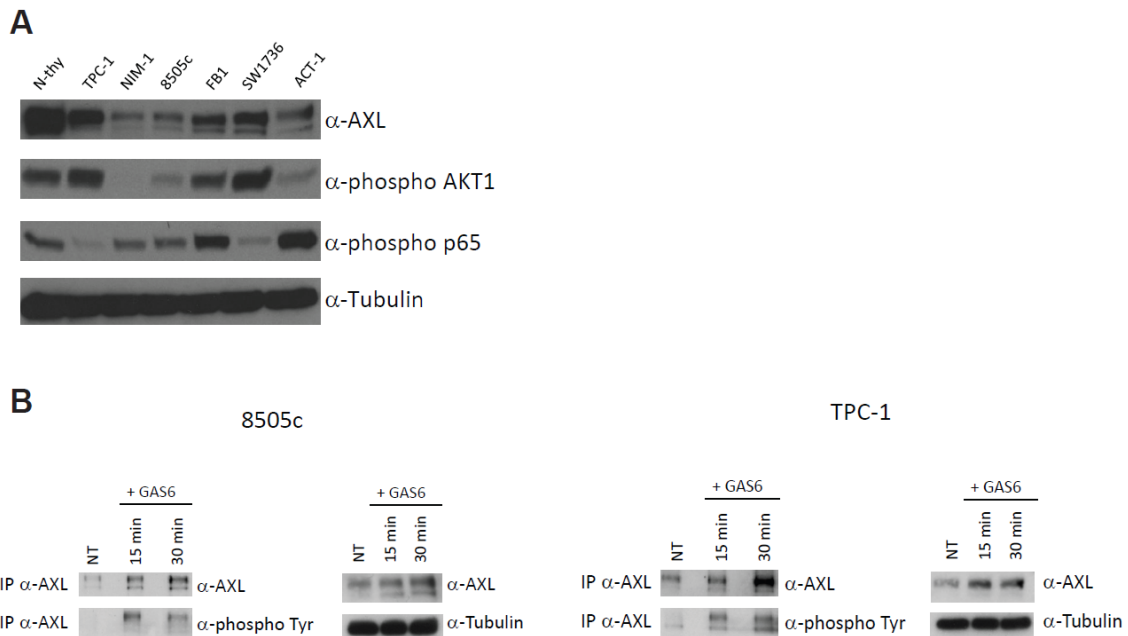 A
N-thy TPC-1 NIM-1 8505c FB1 SW1736 ACT-1
α-AXL
α-phospho AKT1
α-phospho p65
α-Tubulin
B
8505c
+ GAS6
NT 15 min 30 min
IP α-AXL α-AXL
IP α-AXL α-phospho Tyr
+ GAS6
NT 15 min 30 min
α-AXL
α-Tubulin
TPC-1
+ GAS6
NT 15 min 30 min
IP α-AXL α-AXL
IP α-AXL α-phospho Tyr
+ GAS6
NT 15 min 30 min
α-AXL
α-Tubulin